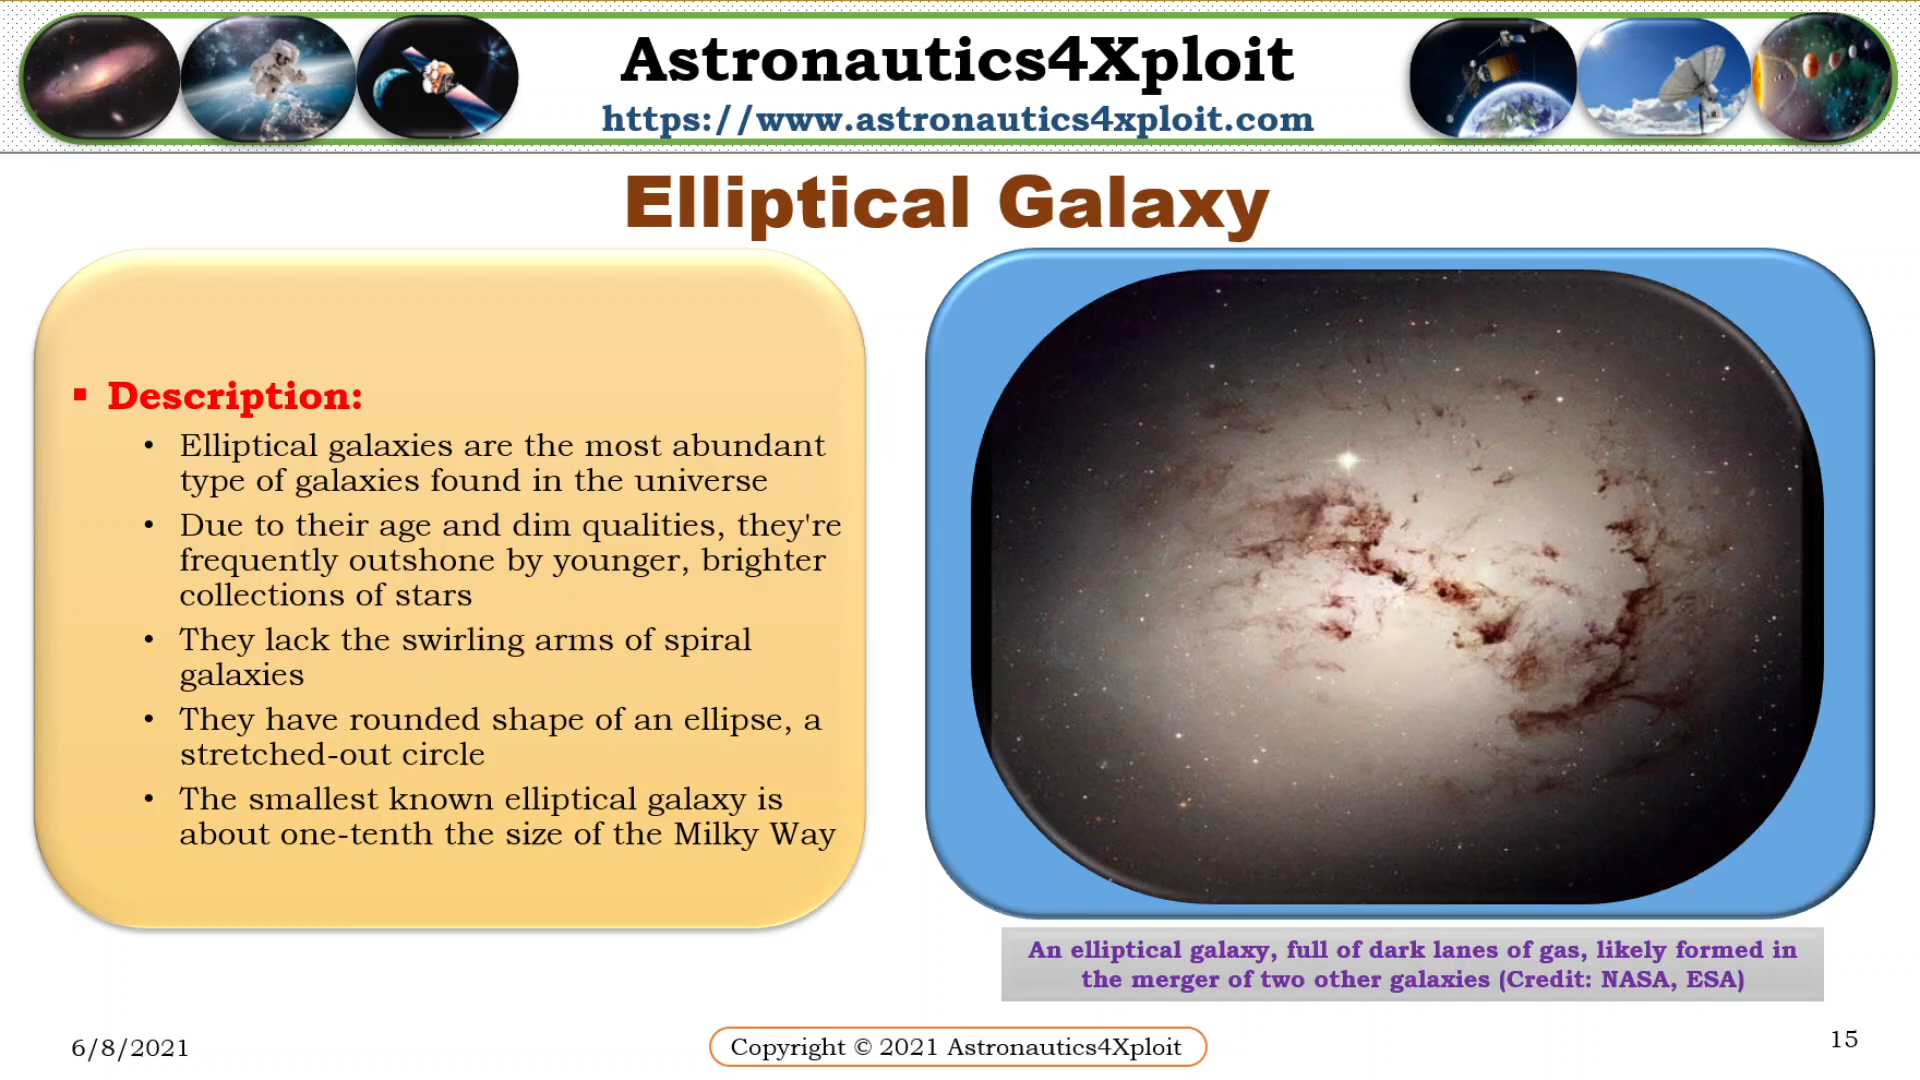 Astronautics4Xploit
https://www.astronautics4xploit.com
Elliptical Galaxy
▪ Description:
• Elliptical galaxies are the most abundant
type of galaxies found in the universe
• Due to their age and dim qualities, they're
frequently outshone by younger, brighter
collections of stars
• They lack the swirling arms of spiral
galaxies
• They have rounded shape of an ellipse, a
stretched-out circle
• The smallest known elliptical galaxy is
about one-tenth the size of the Milky Way
An elliptical galaxy, full of dark lanes of gas, likely formed in
the merger of two other galaxies (Credit: NASA, ESA)
6/8/2021
Copyright © 2021 Astronautics4Xploit
15